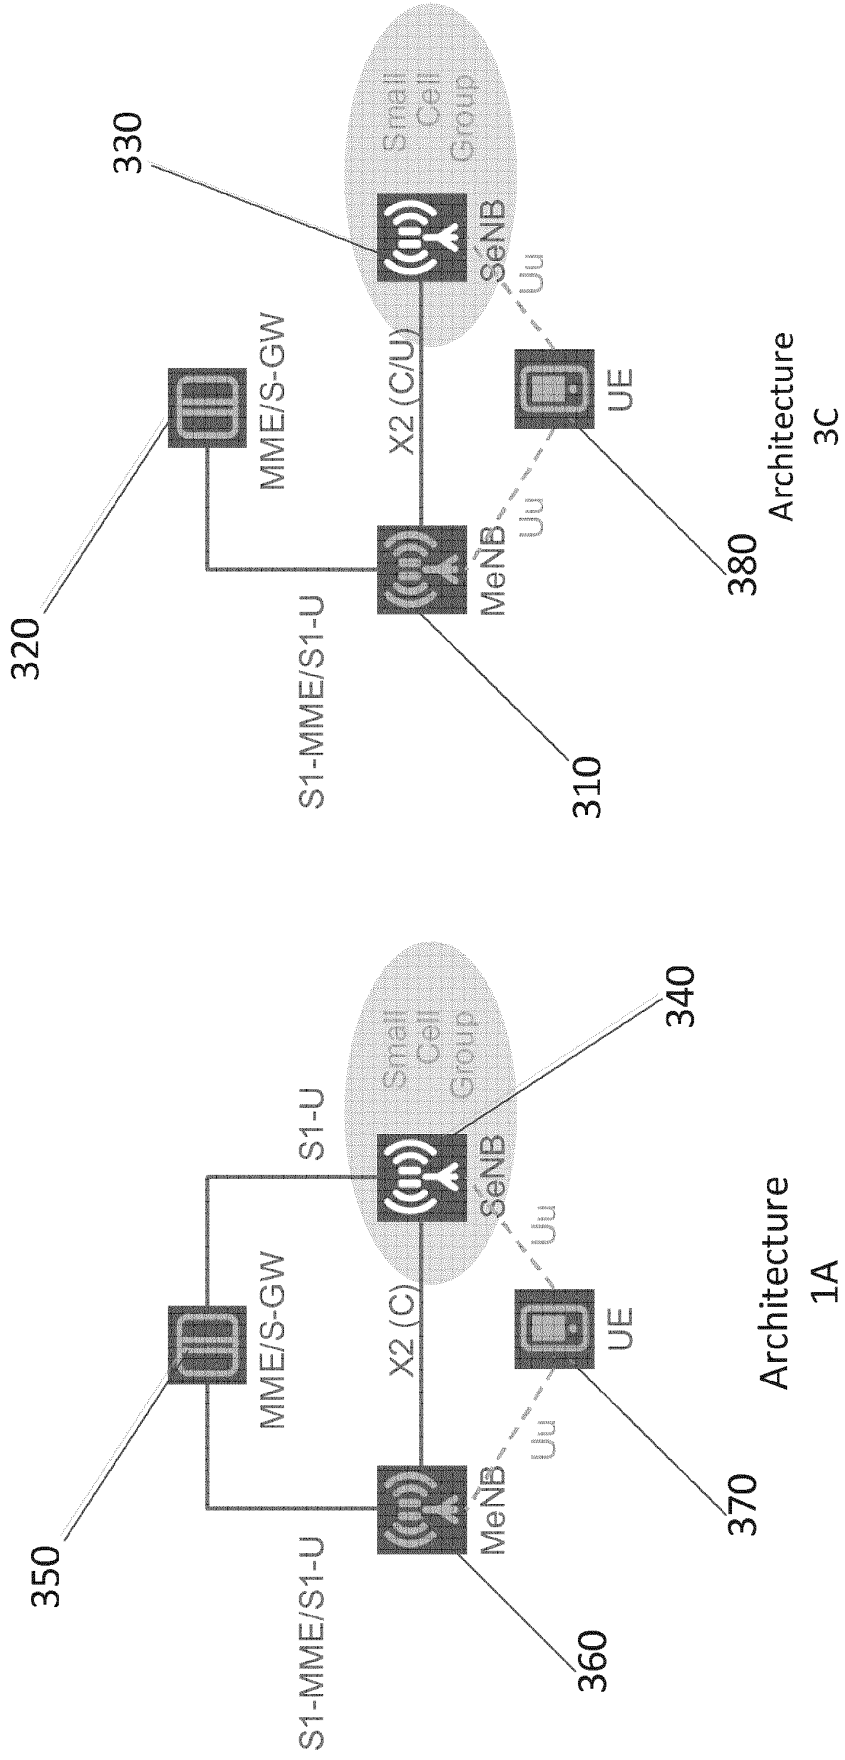 350
MME/S-GW
S1-MME/S1-U
S1-U
X2 (C)
Small
Cell
Group
MeNB
SeNB
Uu
Uu
360
UE
340
370
Architecture
1A
320
330
MME/S-GW
S1-MME/S1-U
X2 (C/U)
Small
Cell
Group
MeNB
SeNB
Uu
Uu
310
UE
380
Architecture
3C